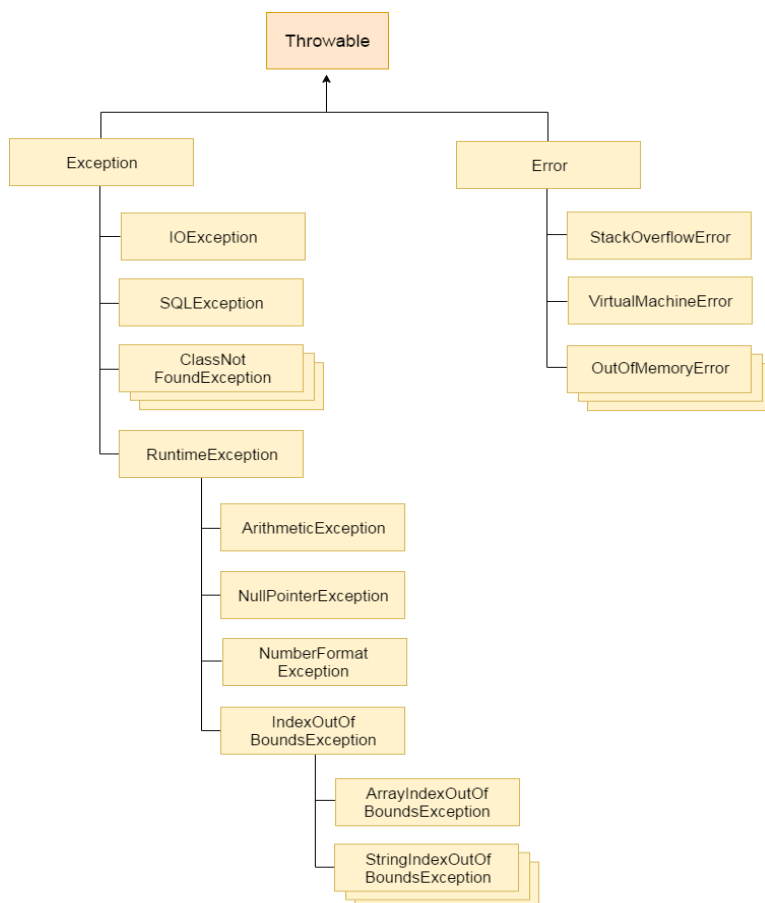 Throwable
Exception
Error
IOException
StackOverflowError
SQLException
VirtualMachineError
ClassNot
FoundException
OutOfMemoryError
RuntimeException
ArithmeticException
NullPointerException
NumberFormat
Exception
IndexOutOf
BoundsException
ArrayIndexOutOf
BoundsException
StringIndexOutOf
BoundsException